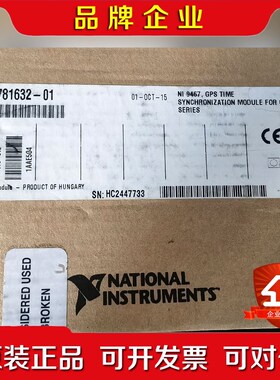 品牌企业
781632-01
01-OCT-15
NI 9467, GPS TIME
SYNCHRONIZATION MODULE FOR
SERIES
1AAE504
PRODUCT OF HUNGARY
SN: HC2447733
SIDERED USED
BROKEN
NATIONAL
INSTRUMENTS
企业
原装正品 可开发票 可对